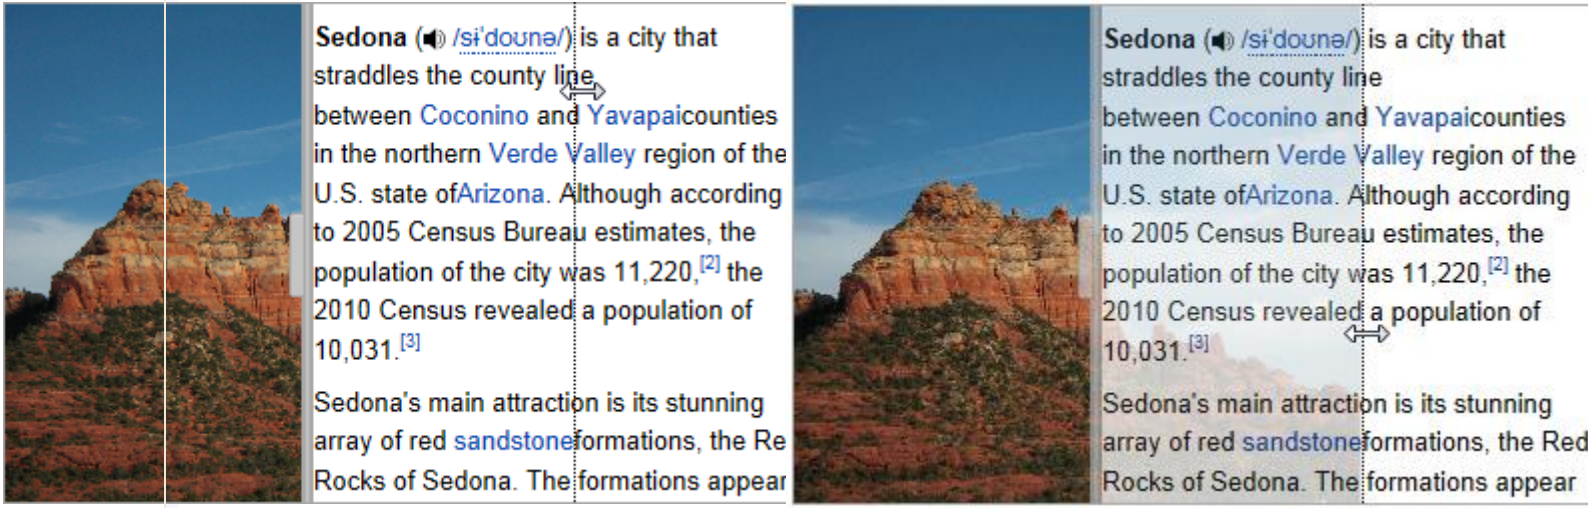 Sedona (🔊 /sɨˈdoʊnə/) is a city that
straddles the county line
between Coconino and Yavapaicounties
in the northern Verde Valley region of the
U.S. state ofArizona. Although according
to 2005 Census Bureau estimates, the
population of the city was 11,220,[2] the
2010 Census revealed a population of
10,031.[3]
Sedona's main attraction is its stunning
array of red sandstoneformations, the Re
Rocks of Sedona. The formations appear
Sedona (🔊 /sɨˈdoʊnə/) is a city that
straddles the county line
between Coconino and Yavapaicounties
in the northern Verde Valley region of the
U.S. state ofArizona. Although according
to 2005 Census Bureau estimates, the
population of the city was 11,220,[2] the
2010 Census revealed a population of
10,031.[3]
Sedona's main attraction is its stunning
array of red sandstoneformations, the Red
Rocks of Sedona. The formations appear